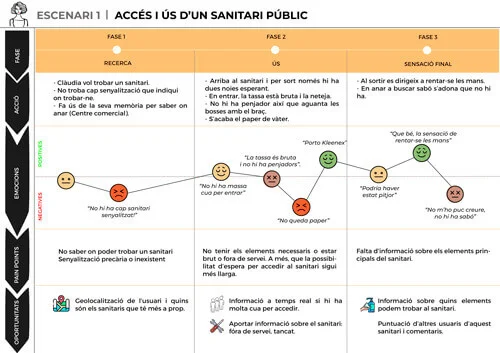 ESCENARI 1 | ACCÉS I ÚS D'UN SANITARI PÚBLIC
FASE
FASE 1
RECERCA
FASE 2
ÚS
FASE 3
SENSACIÓ FINAL
ACCIÓ
- Clàudia vol trobar un sanitari.
- No troba cap senyalització que indiqui
on trobar-ne.
- Fa ús de la seva memòria per saber on
anar (Centre comercial).
- Arriba al sanitari i per sort només hi ha
dues noies esperant.
- En entrar, la tassa està bruta i la neteja.
- No hi ha penjador així que aguanta les
bosses amb el braç.
- S'acaba el paper de vàter.
- Al sortir es dirigeix a rentar-se les mans.
- En anar a buscar sabó s'adona que no hi
ha.
EMOCIONS
POSITIVES
NEGATIVES
"No hi ha cap sanitari
senyalitzat!"
"No hi ha massa
cua per entrar"
"La tassa és bruta
i no hi ha penjadors".
"No queda paper"
"Porto Kleenex"
"Podria haver
estat pitjor"
"Que bé, la sensació de
rentar-se les mans"
"No m'ho puc creure,
no hi ha sabó"
PAIN POINTS
No saber on poder trobar un sanitari
Senyalització precària o inexistent
No tenir els elements necessaris o estar
brut o fora de servei. A més, que la possibi-
litat d'espera per accedir al sanitari sigui
més llarga.
Falta d'informació sobre els elements prin-
cipals del sanitari.
OPORTUNITATS
Geolocalització de l'usuari i quins
són els sanitaris que té més a prop.
Informació a temps real si hi ha
molta cua per accedir.
Aportar informació sobre el sanitari:
fóra de servei, tancat.
Informació sobre quins elements
podem trobar al sanitari.
Puntuació d'altres usuaris d'aquest
sanitari i comentaris.